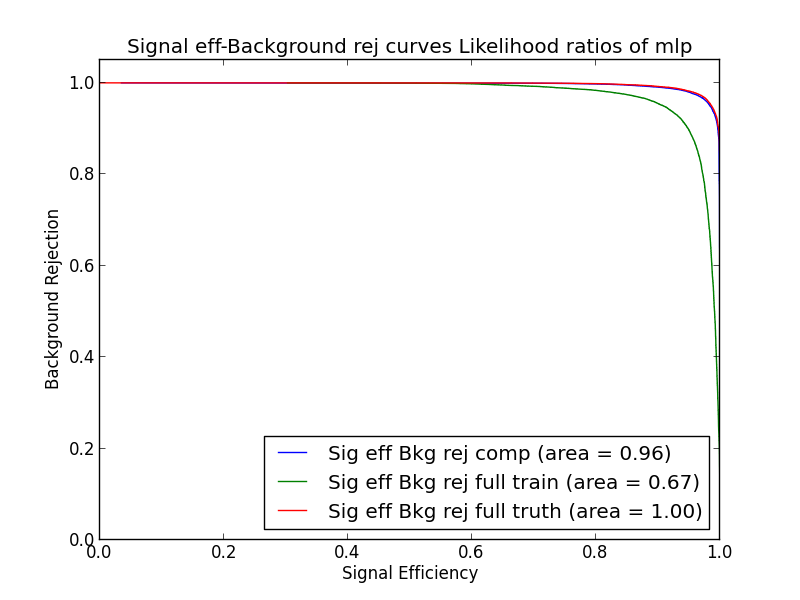 Signal eff-Background rej curves Likelihood ratios of mlp
1.0
0.8
0.6
0.4
0.2
0.0
Background Rejection
Sig eff Bkg rej comp (area = 0.96)
Sig eff Bkg rej full train (area = 0.67)
Sig eff Bkg rej full truth (area = 1.00)
0.0 0.2 0.4 0.6 0.8 1.0
Signal Efficiency